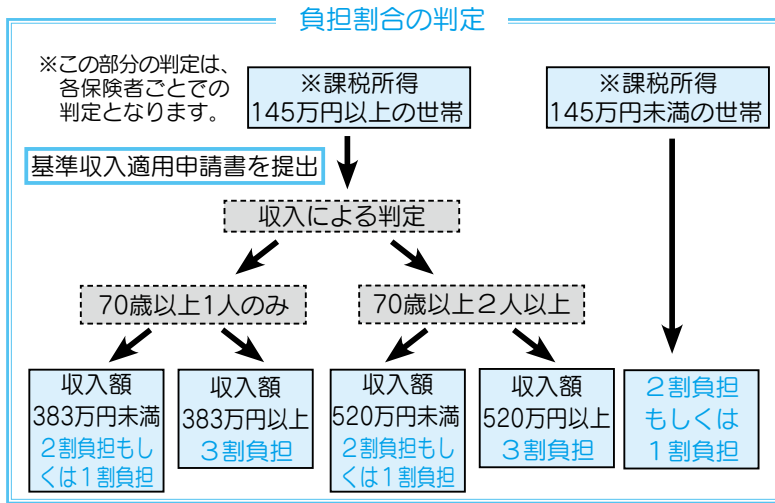 負担割合の判定
※この部分の判定は、
各保険者ごとでの
判定となります。
※課税所得
145万円以上の世帯
※課税所得
145万円未満の世帯
基準収入適用申請書を提出
収入による判定
70歳以上1人のみ
70歳以上２人以上
収入額
383万円未満
２割負担もし
くは１割負担
収入額
383万円以上
３割負担
収入額
520万円未満
２割負担もし
くは１割負担
収入額
520万円以上
３割負担
２割負担
もしくは
１割負担